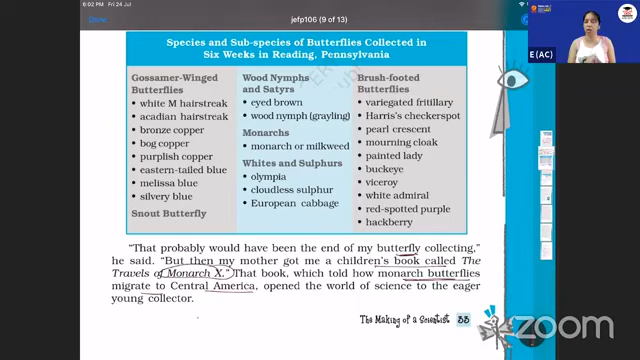 6:02 PM Fri 24 Jul
Done
jefp106 (9 of 13)
Species and Sub-species of Butterflies Collected in
Six Weeks in Reading, Pennsylvania
Gossamer-Winged
Butterflies
• white M hairstreak
• acadian hairstreak
• bronze copper
• bog copper
• purplish copper
• eastern-tailed blue
• melissa blue
• silvery blue
Snout Butterfly
Wood Nymphs
and Satyrs
• eyed brown
• wood nymph (grayling)
Monarchs
• monarch or milkweed
Whites and Sulphurs
• olympia
• cloudless sulphur
• European cabbage
Brush-footed
Butterflies
• variegated fritillary
• Harris's checkerspot
• pearl crescent
• mourning cloak
• painted lady
• buckeye
• viceroy
• white admiral
• red-spotted purple
• hackberry
"That probably would have been the end of my butterfly collecting,"
he said. "But then my mother got me a children's book called The
Travels of Monarch X." That book, which told how monarch butterflies
migrate to Central America, opened the world of science to the eager
young collector.
The Making of a Scientist 33
E (AC)
zoom